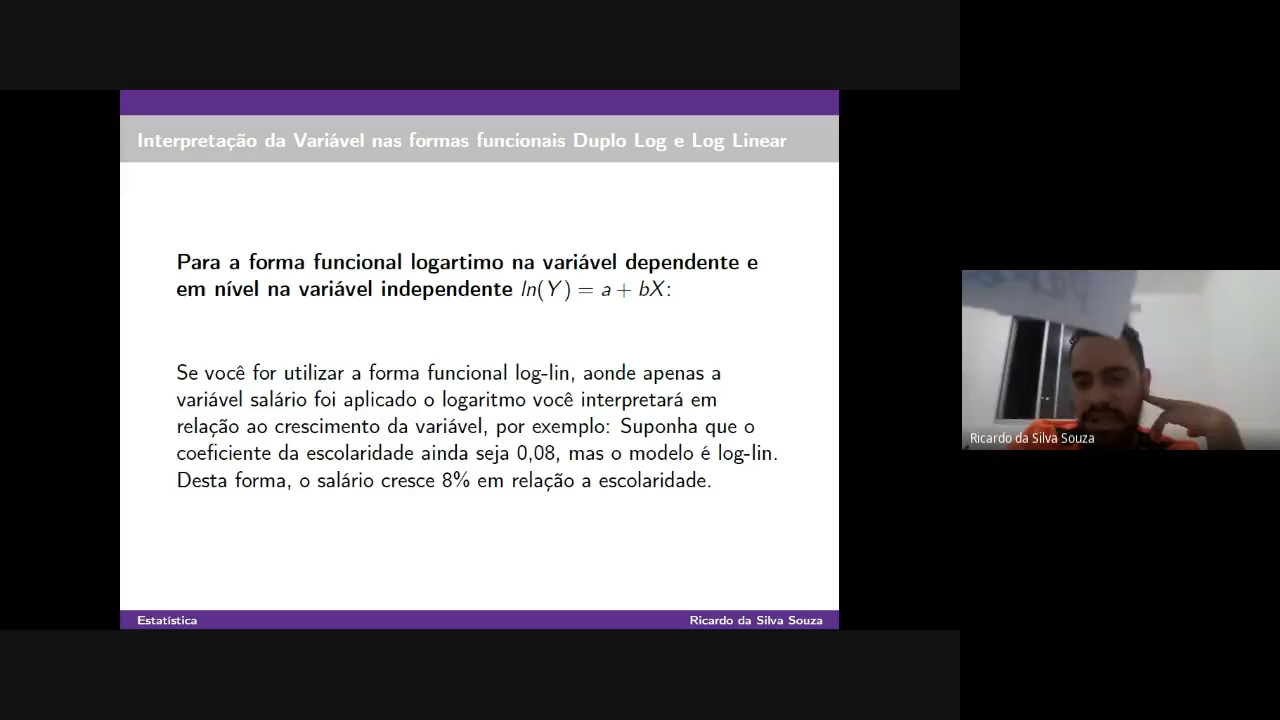 Interpretação da Variável nas formas funcionais Duplo Log e Log Linear
Para a forma funcional logartimo na variável dependente e
em nível na variável independente ln(Y) = a + bX:
Se você for utilizar a forma funcional log-lin, aonde apenas a
variável salário foi aplicado o logaritmo você interpretará em
relação ao crescimento da variável, por exemplo: Suponha que o
coeficiente da escolaridade ainda seja 0,08, mas o modelo é log-lin.
Desta forma, o salário cresce 8% em relação a escolaridade.
Estatística
Ricardo da Silva Souza
Ricardo da Silva Souza